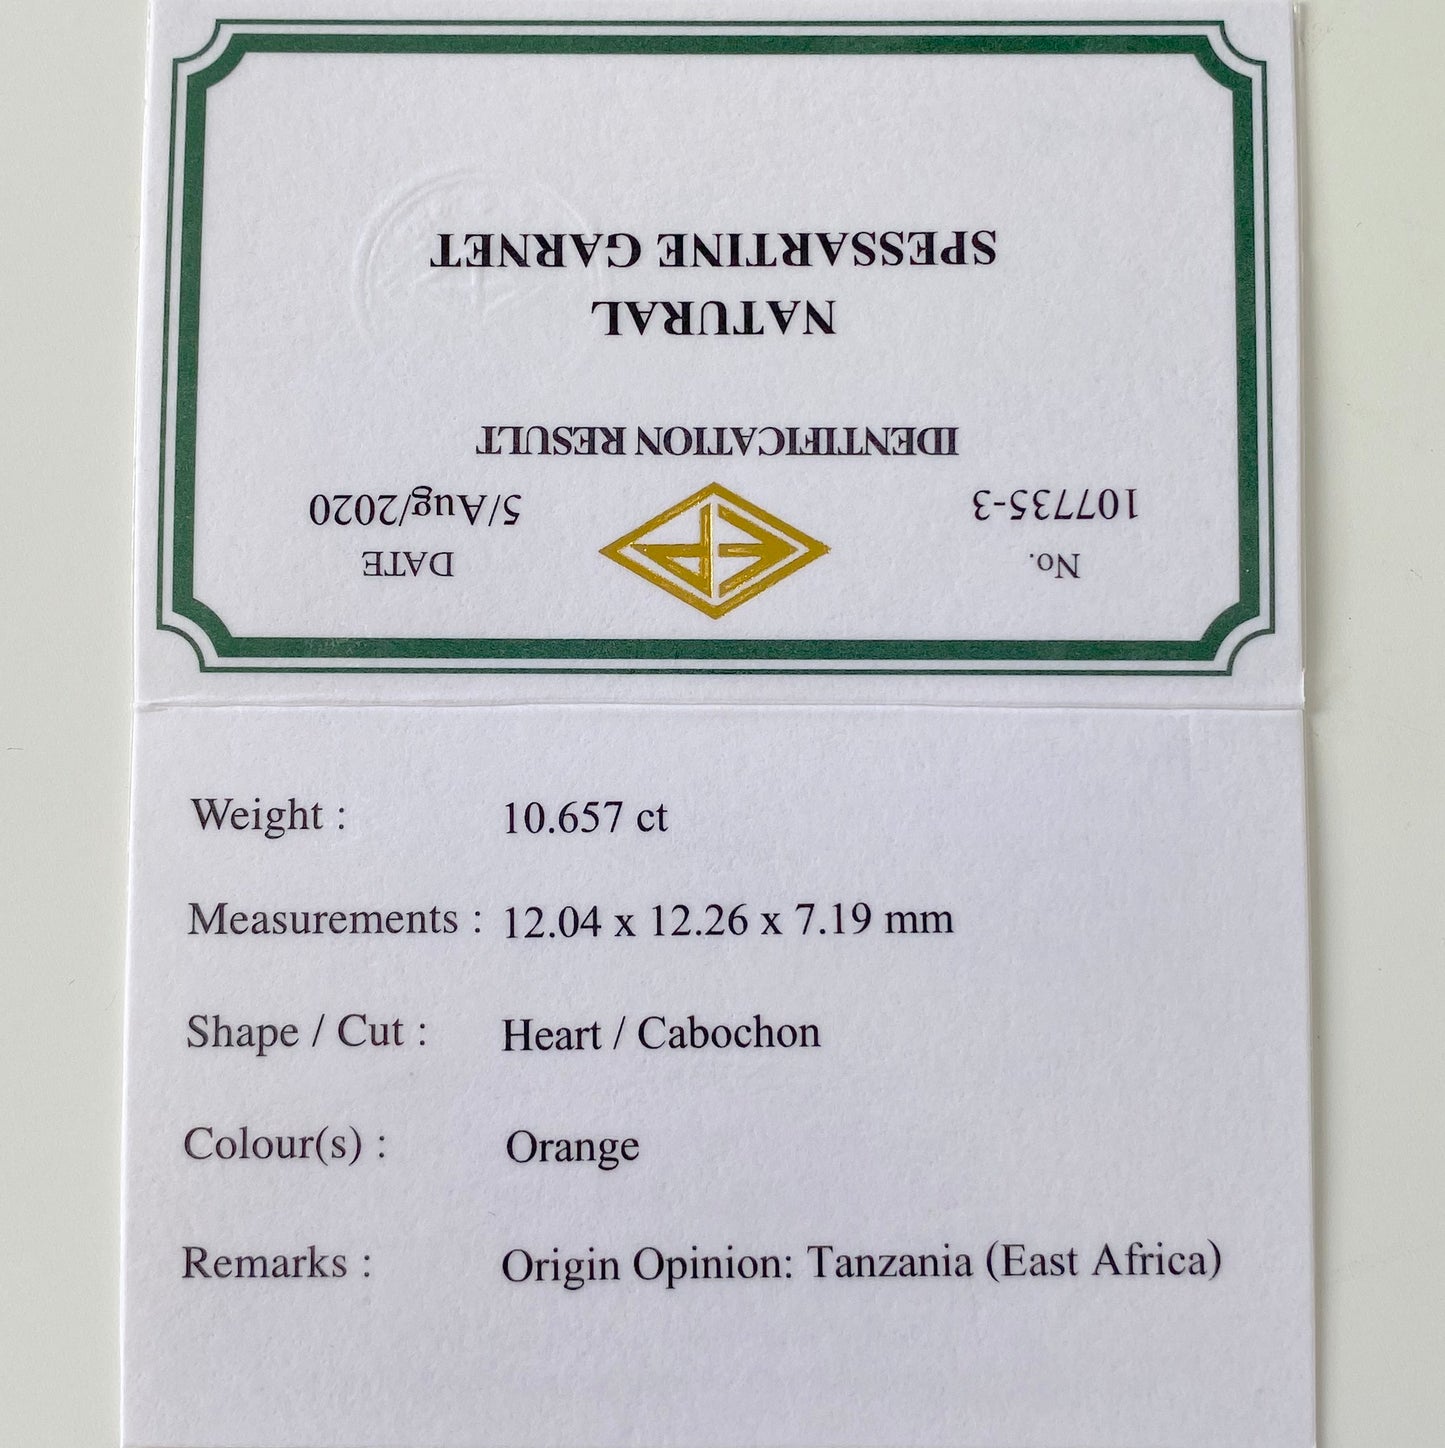 No.
107735-3
DATE
5/Aug/2020
IDENTIFICATION RESULT
NATURAL
SPESSARTINE GARNET
Weight : 10.657 ct
Measurements : 12.04 x 12.26 x 7.19 mm
Shape / Cut : Heart / Cabochon
Colour(s) : Orange
Remarks : Origin Opinion: Tanzania (East Africa)